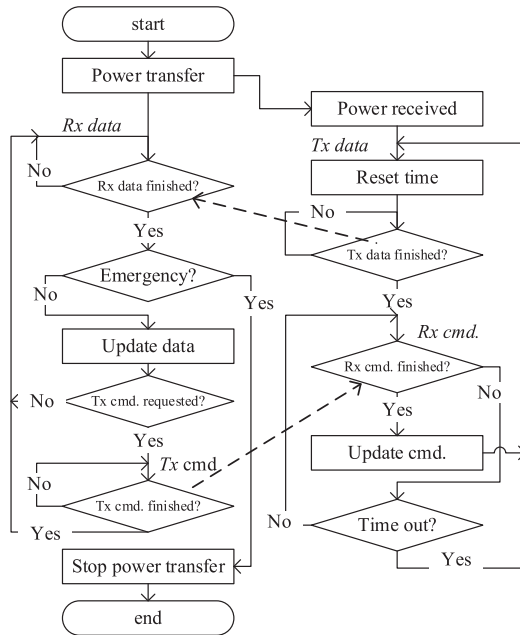 start
Power transfer
Rx data
No
Rx data finished?
Yes
Emergency?
No
Yes
Update data
No
Tx cmd. requested?
Yes
Tx cmd
No
Tx cmd. finished?
Yes
Stop power transfer
end
Power received
Tx data
Reset time
No
Tx data finished?
Yes
Rx cmd.
Rx cmd. finished?
No
Yes
Update cmd.
No
Time out?
Yes